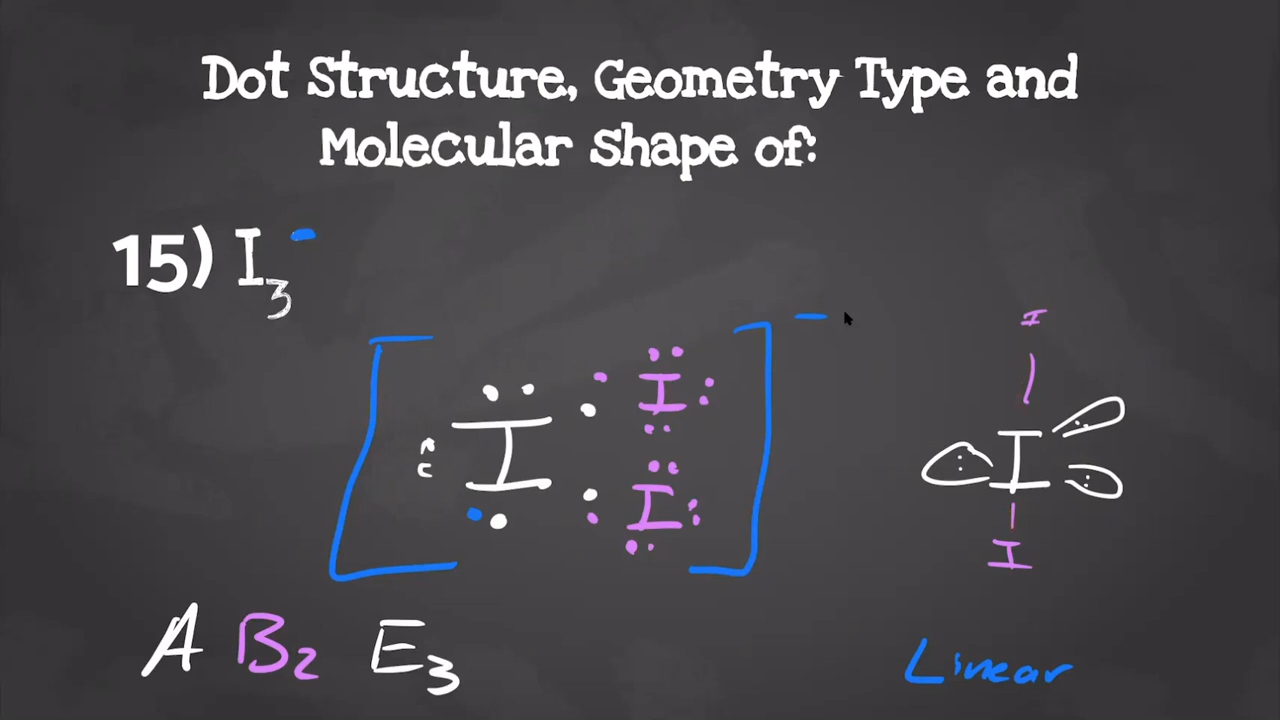 Dot Structure, Geometry Type and
Molecular Shape of:
15) I₃⁻
I
I
I
I
I
I
A B₂ E₃
Linear